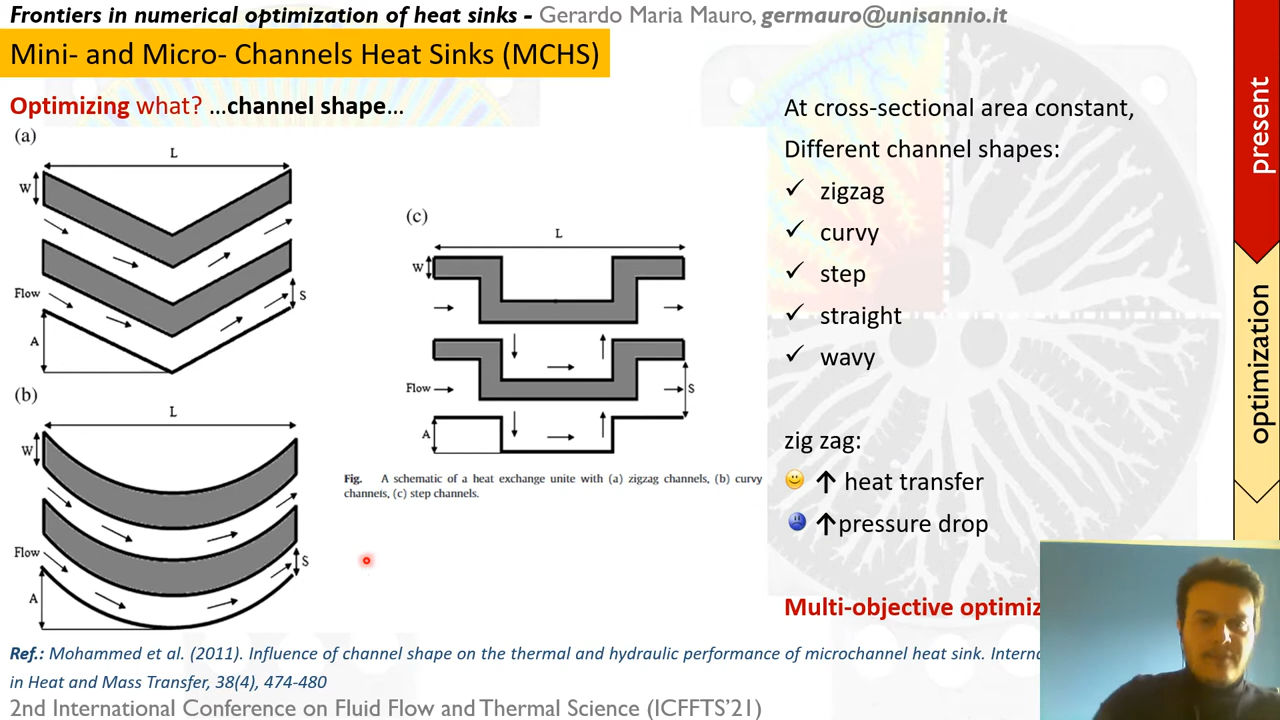 Frontiers in numerical optimization of heat sinks - Gerardo Maria Mauro, germauro@unisannio.it
Mini- and Micro- Channels Heat Sinks (MCHS)
Optimizing what? ...channel shape...
(a)
L
W
Flow
S
A
(b)
L
W
Flow
S
A
(c)
L
W
Flow
S
A
Fig. A schematic of a heat exchange unite with (a) zigzag channels, (b) curvy
channels, (c) step channels.
At cross-sectional area constant,
Different channel shapes:
✓ zigzag
✓ curvy
✓ step
✓ straight
✓ wavy
zig zag:
↑ heat transfer
↑pressure drop
Multi-objective optimiz
present
optimization
Ref.: Mohammed et al. (2011). Influence of channel shape on the thermal and hydraulic performance of microchannel heat sink. Interna
in Heat and Mass Transfer, 38(4), 474-480
2nd International Conference on Fluid Flow and Thermal Science (ICFFTS'21)